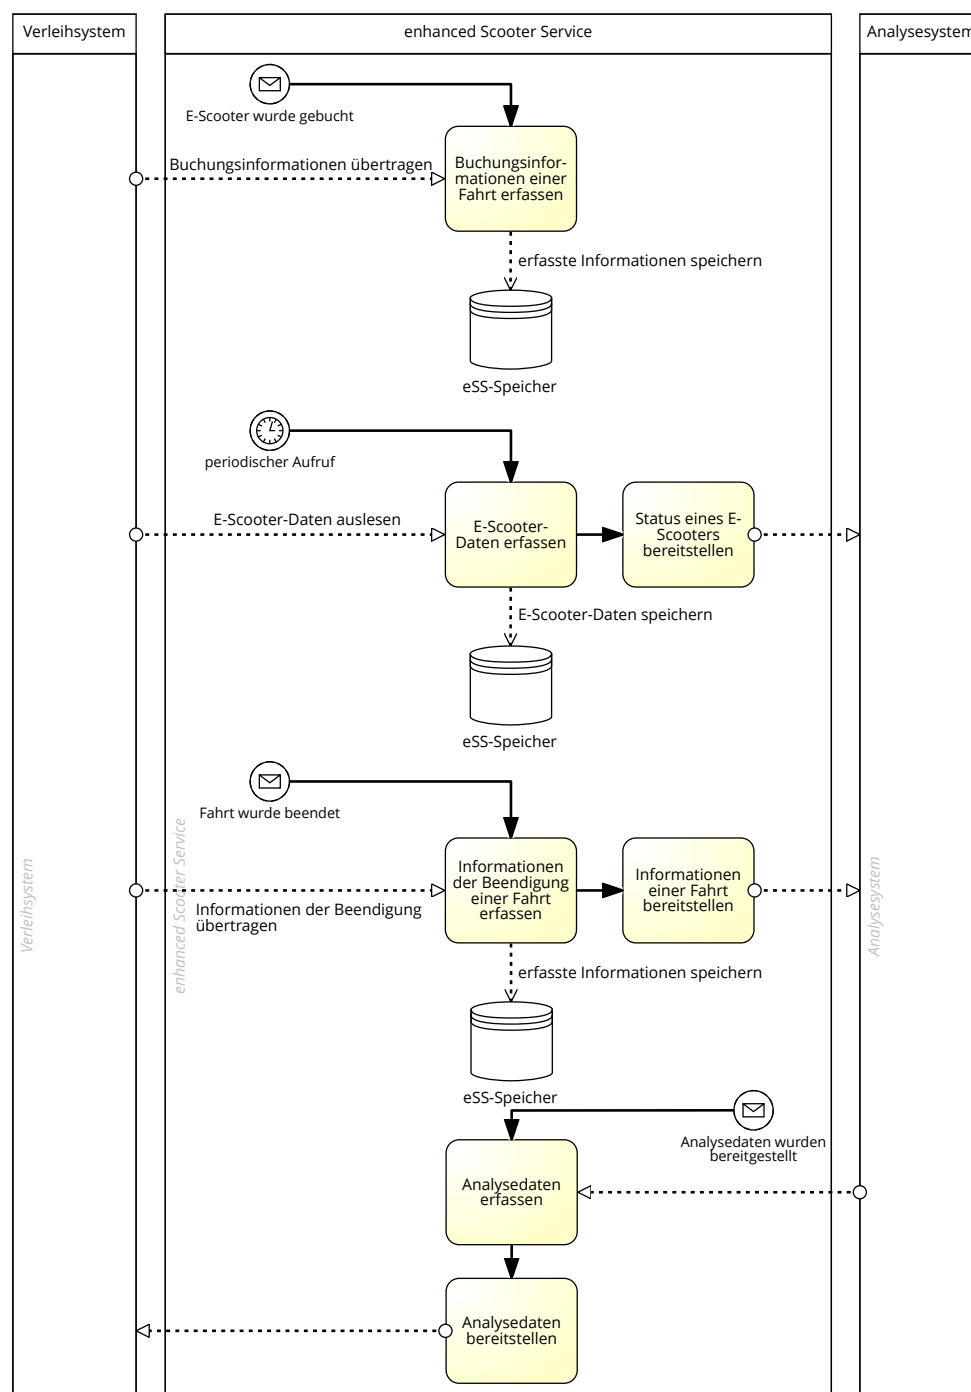 Verleihsystem
enhanced Scooter Service
Analysesystem
E-Scooter wurde gebucht
Buchungsinformationen übertragen
Buchungsinfor-
mationen einer
Fahrt erfassen
erfasste Informationen speichern
eSS-Speicher
periodischer Aufruf
E-Scooter-Daten auslesen
E-Scooter-
Daten erfassen
Status eines E-
Scooters
bereitstellen
E-Scooter-Daten speichern
eSS-Speicher
Fahrt wurde beendet
Verleihsystem
enhanced Scooter Service
Analysesystem
Informationen der Beendigung
übertragen
Informationen
der Beendigung
einer Fahrt
erfassen
Informationen
einer Fahrt
bereitstellen
erfasste Informationen speichern
eSS-Speicher
Analysedaten wurden
bereitgestellt
Analysedaten
erfassen
Analysedaten
bereitstellen